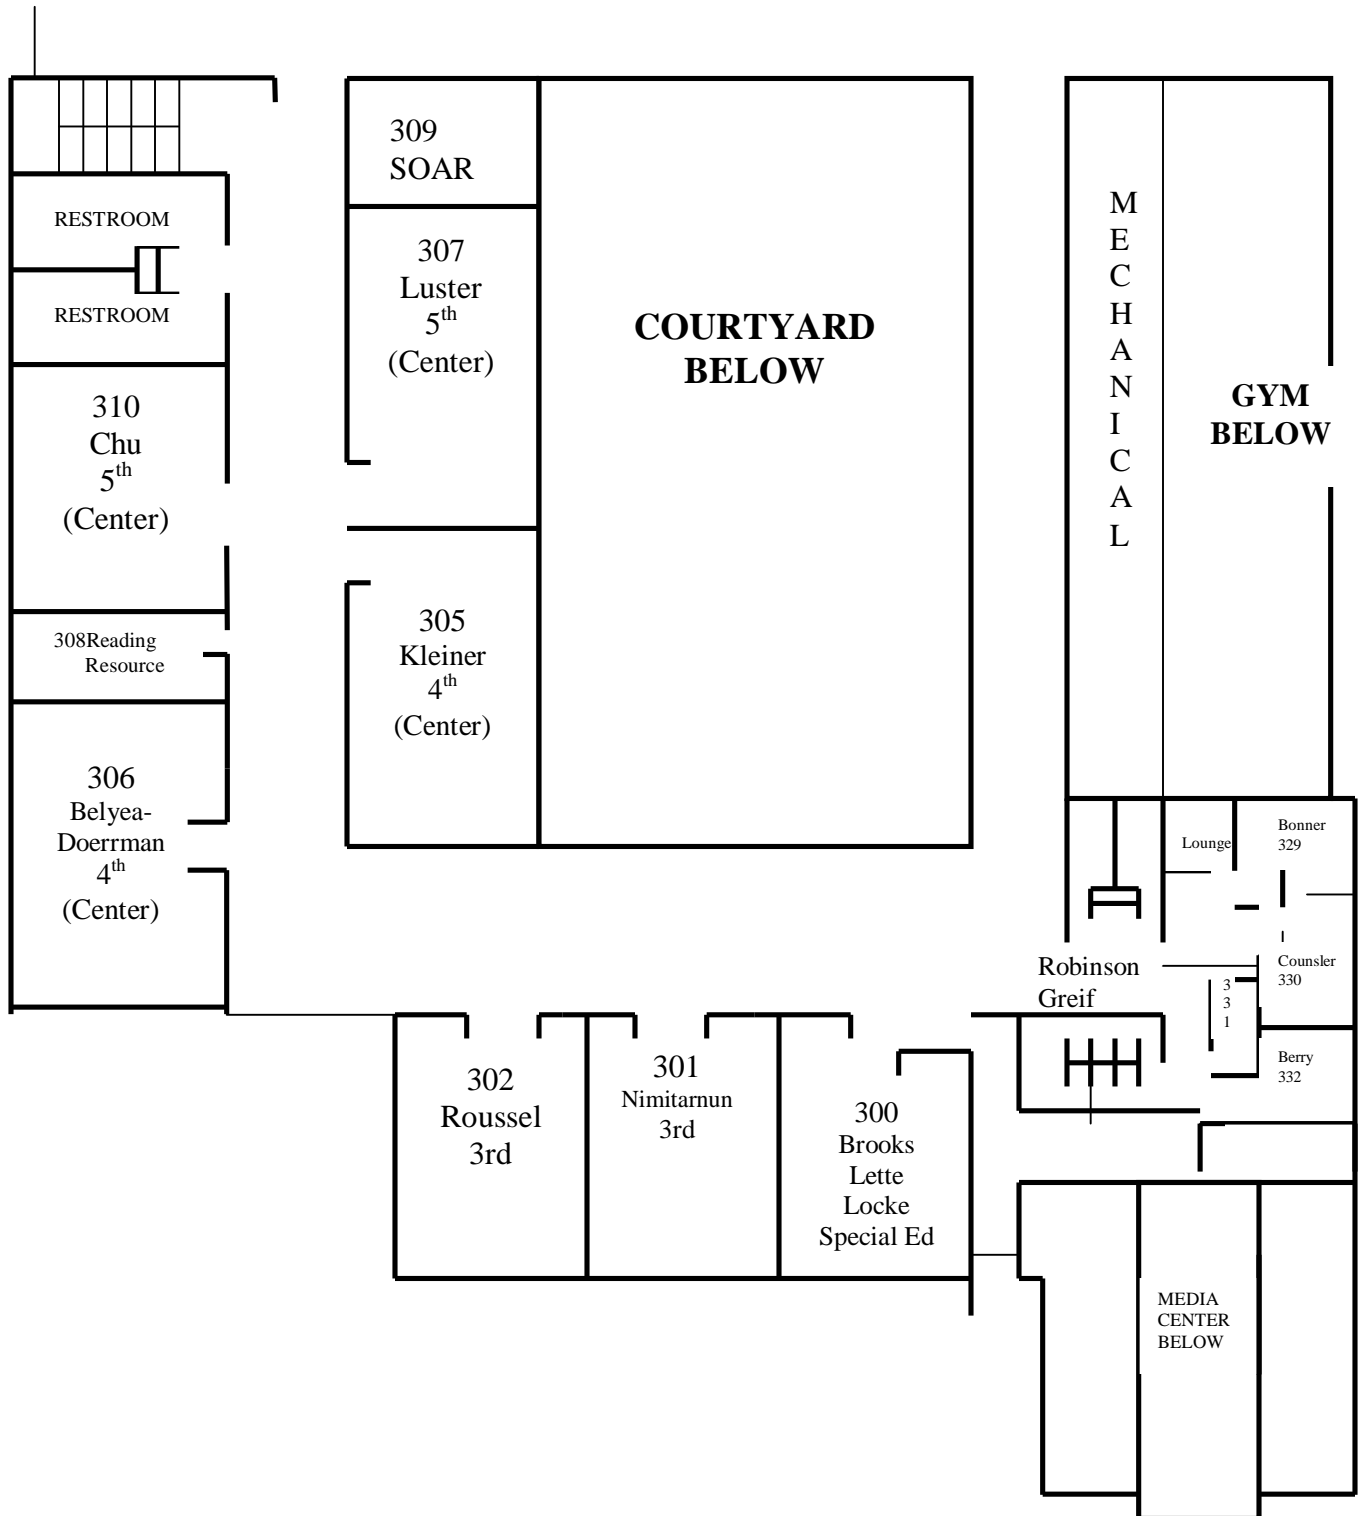 309
SOAR
RESTROOM
RESTROOM
307
Luster
5th
(Center)
COURTYARD
BELOW
M
E
C
H
A
N
I
C
A
L
GYM
BELOW
310
Chu
5th
(Center)
308Reading
Resource
305
Kleiner
4th
(Center)
306
Belyea-
Doerrman
4th
(Center)
Lounge
Bonner
329
Robinson
Greif
Counsler
330
3
3
1
Berry
332
302
Roussel
3rd
301
Nimitarnun
3rd
300
Brooks
Lette
Locke
Special Ed
MEDIA
CENTER
BELOW